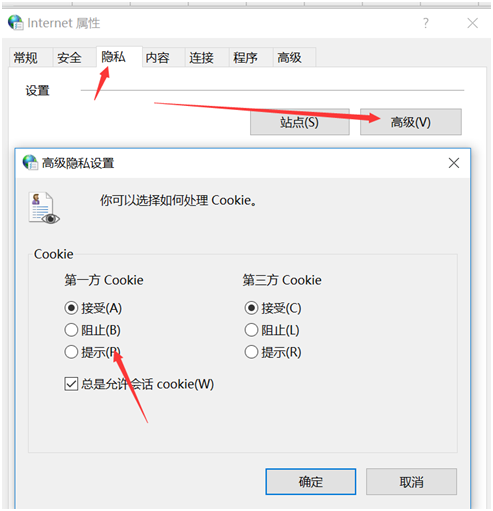 Internet 属性
?
常规 安全 隐私 内容 连接 程序 高级
设置
站点(S) 高级(V)
高级隐私设置
你可以选择如何处理 Cookie。
Cookie
第一方 Cookie 第三方 Cookie
接受(A) 接受(C)
阻止(B) 阻止(L)
提示(P) 提示(R)
总是允许会话 cookie(W)
确定 取消